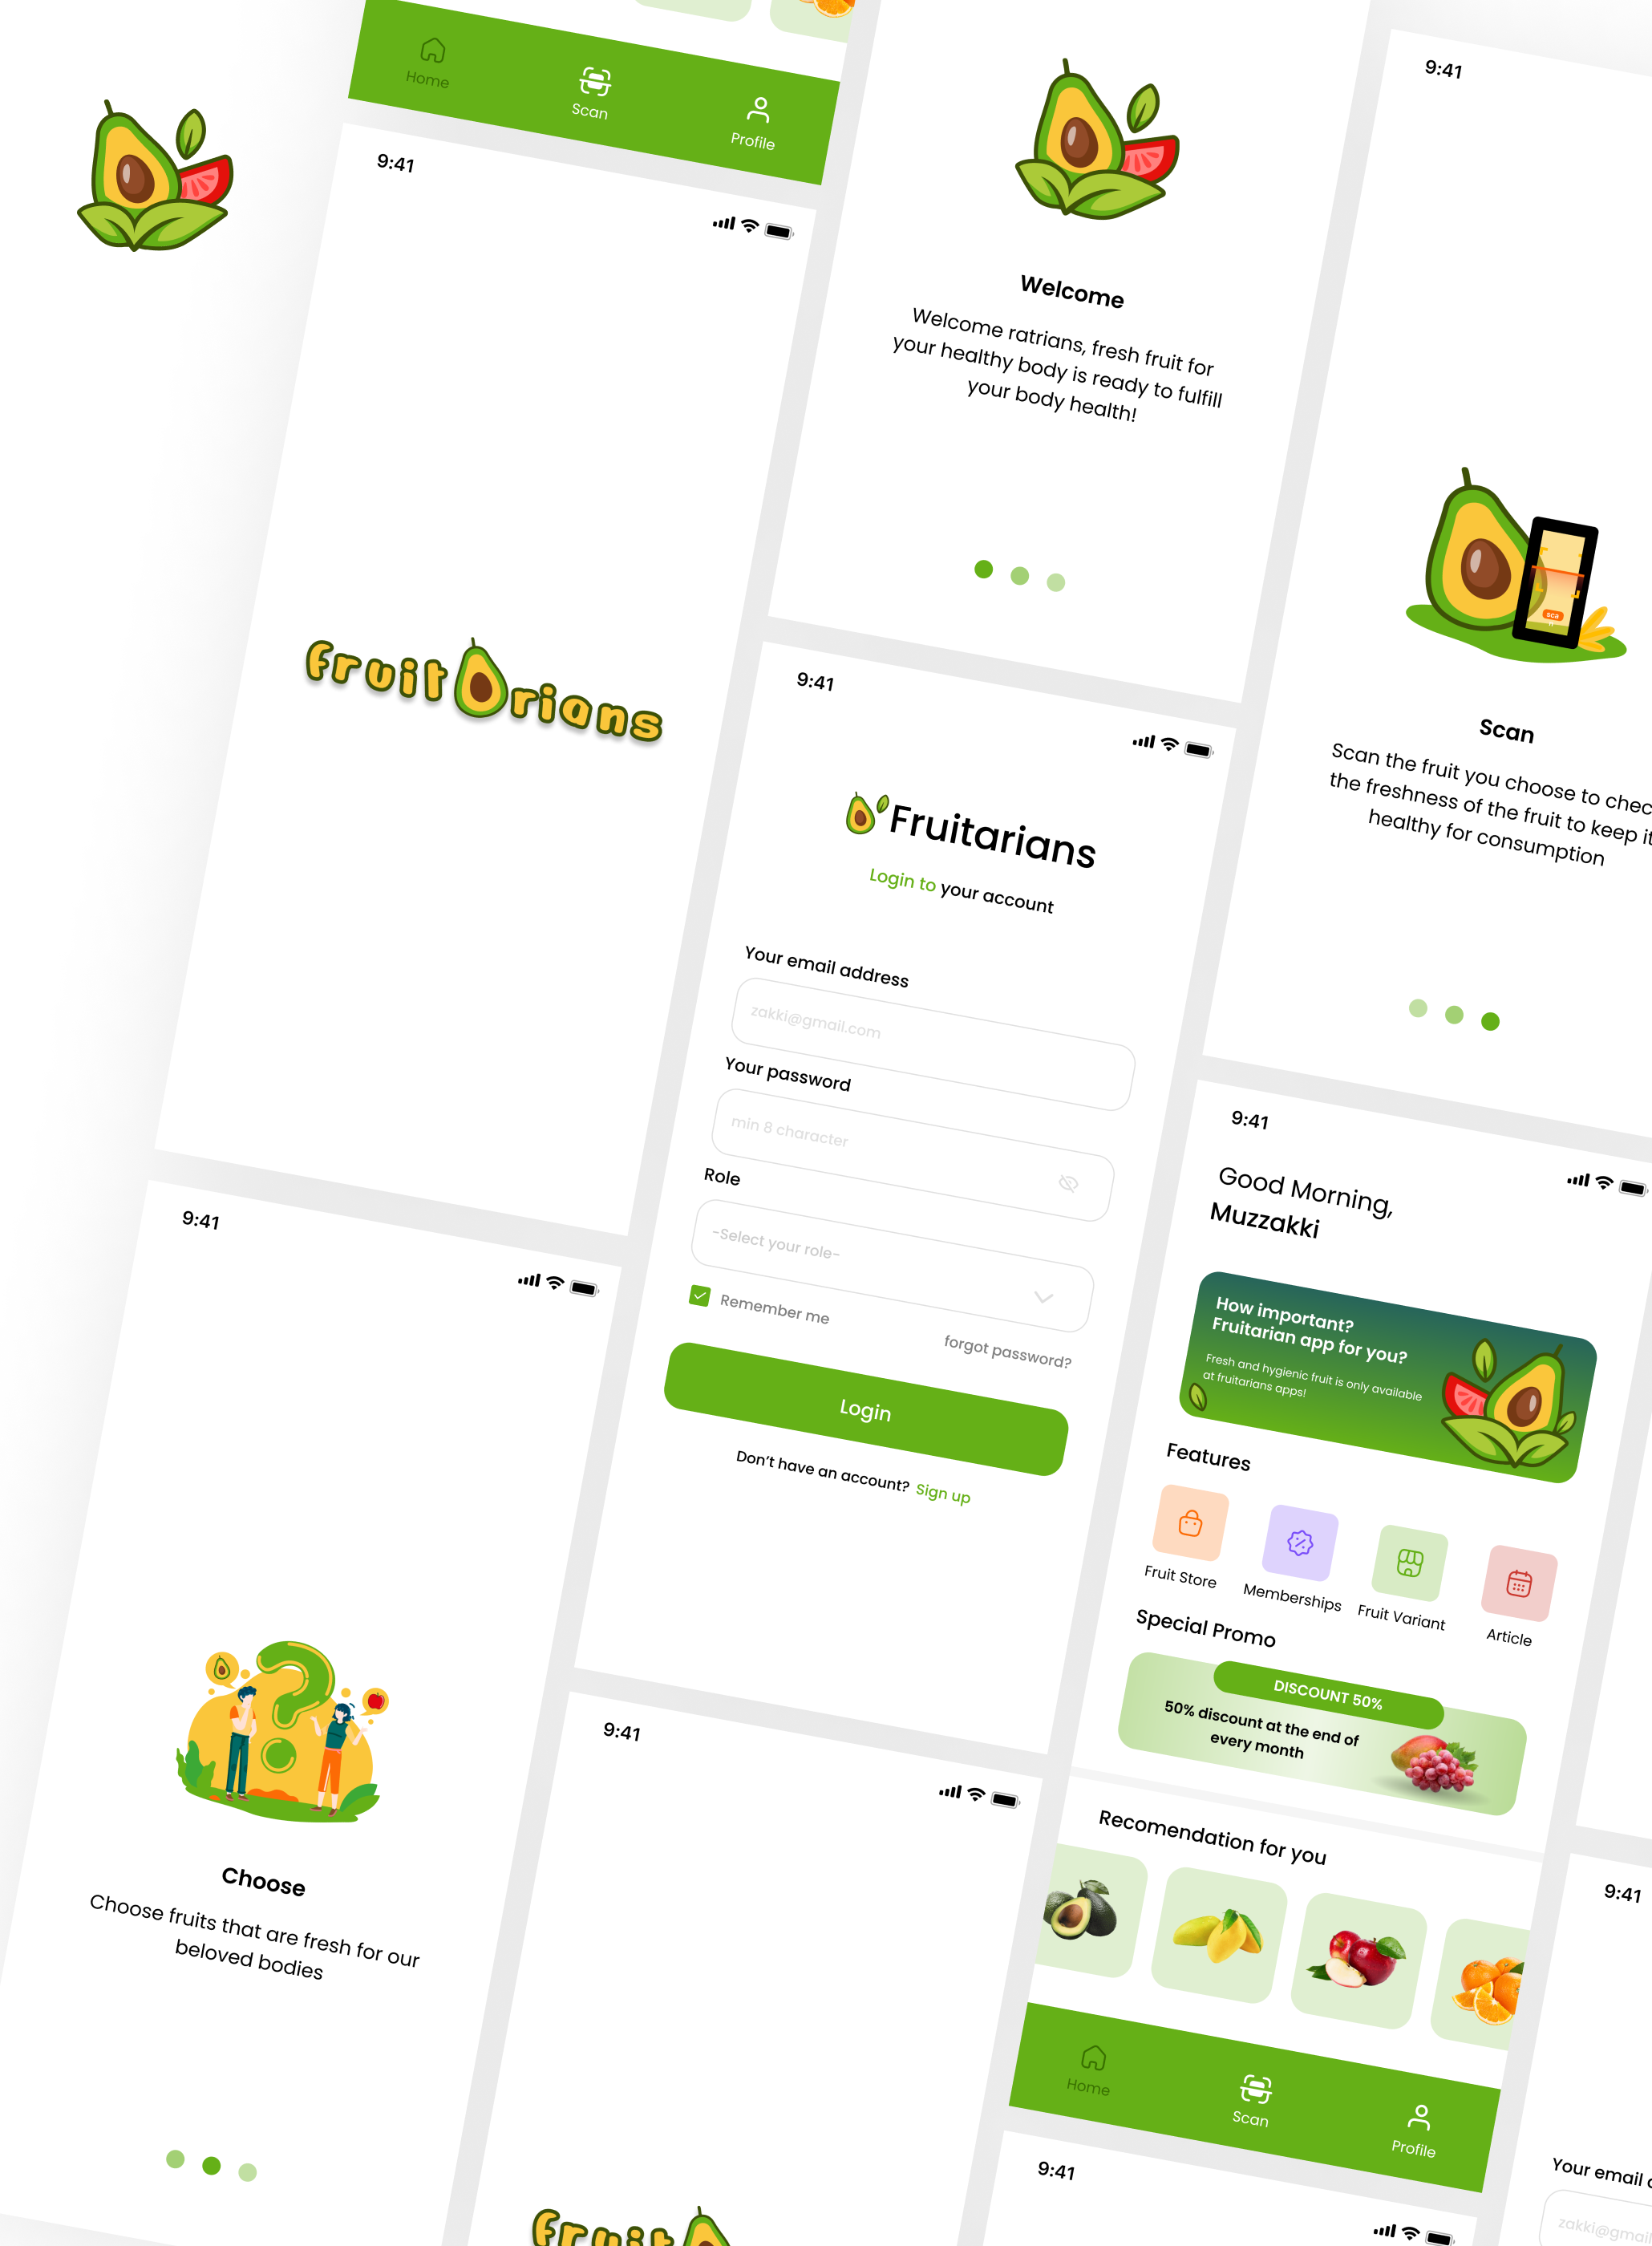 Home
Scan
Profile
9:41
fruit rians
9:41
Choose
Choose fruits that are fresh for our
beloved bodies
Welcome
Welcome ratrians, fresh fruit for
your healthy body is ready to fulfill
your body health!
9:41
Fruitarians
Login to your account
Your email address
zakki@gmail.com
Your password
min 8 character
Role
-Select your role-
Remember me
forgot password?
Login
Don't have an account? Sign up
9:41
fruit
9:41
sca
n
Scan
Scan the fruit you choose to chec
the freshness of the fruit to keep it
healthy for consumption
9:41
Good Morning,
Muzzakki
How important?
Fruitarian app for you?
Fresh and hygienic fruit is only available
at fruitarians apps!
Features
Fruit Store
Memberships
Fruit Variant
Article
Special Promo
DISCOUNT 50%
50% discount at the end of
every month
Recomendation for you
Home
Scan
Profile
9:41
9:41
Your email
zakki@gmail